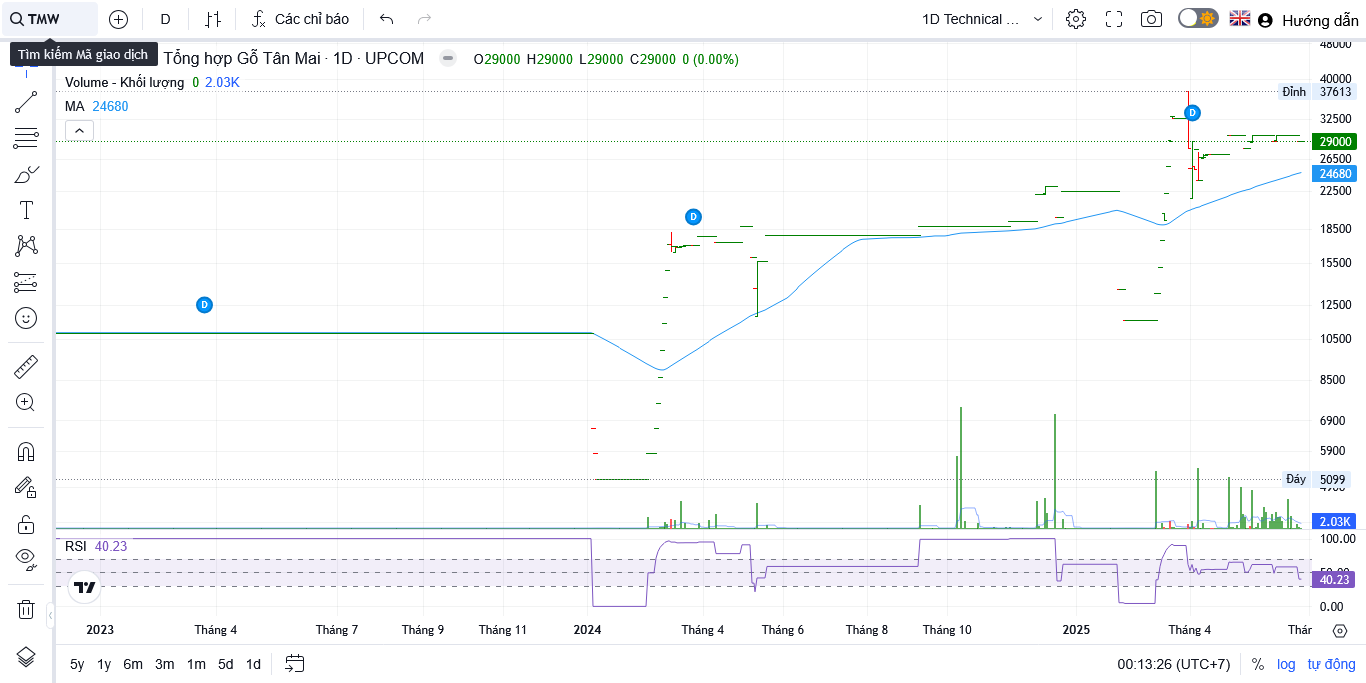 TMW
D
Các chỉ báo
1D Technical ...
Hướng dẫn
Tìm kiếm Mã giao dịch
Tổng hợp Gỗ Tân Mai · 1D · UPCOM
O29000 H29000 L29000 C29000 0 (0.00%)
Volume - Khối lượng 0 2.03K
MA 24680
48000
40000
Đỉnh 37613
32500
29000
26500
24680
22500
18500
15500
12500
10500
8500
6900
5900
Đáy 5099
2.03K
D
D
D
RSI 40.23
100.00
40.23
0.00
2023
Tháng 4
Tháng 7
Tháng 9
Tháng 11
2024
Tháng 4
Tháng 6
Tháng 8
Tháng 10
2025
Tháng 4
Thár
5y 1y 6m 3m 1m 5d 1d
00:13:26 (UTC+7)
%
log
tự động